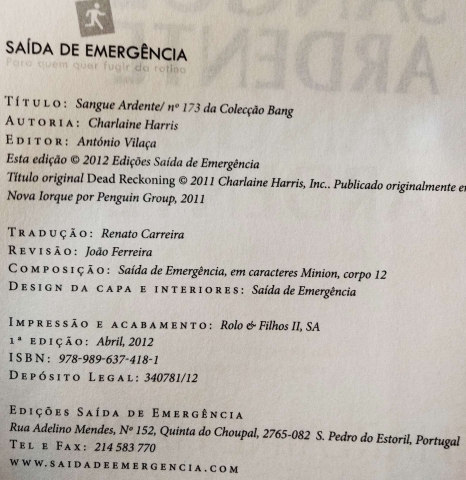 SAÍDA DE EMERGÊNCIA
Para quem quer fugir da rotina
TÍTULO: Sangue Ardente/ nº 173 da Colecção Bang
AUTORIA: Charlaine Harris
EDITOR: António Vilaça
Esta edição © 2012 Edições Saída de Emergência
Título original Dead Reckoning © 2011 Charlaine Harris, Inc.. Publicado originalmente em
Nova Iorque por Penguin Group, 2011
TRADUÇÃO: Renato Carreira
REVISÃO: João Ferreira
COMPOSIÇÃO: Saída de Emergência, em caracteres Minion, corpo 12
DESIGN DA CAPA E INTERIORES: Saída de Emergência
IMPRESSÃO E ACABAMENTO: Rolo & Filhos II, SA
1ª EDIÇÃO: Abril, 2012
ISBN: 978-989-637-418-1
DEPÓSITO LEGAL: 340781/12
EDIÇÕES SAÍDA DE EMERGÊNCIA
Rua Adelino Mendes, Nº 152, Quinta do Choupal, 2765-082 S. Pedro do Estoril, Portugal
TEL E FAX: 214 583 770
WWW.SAIDADEEMERGENCIA.COM